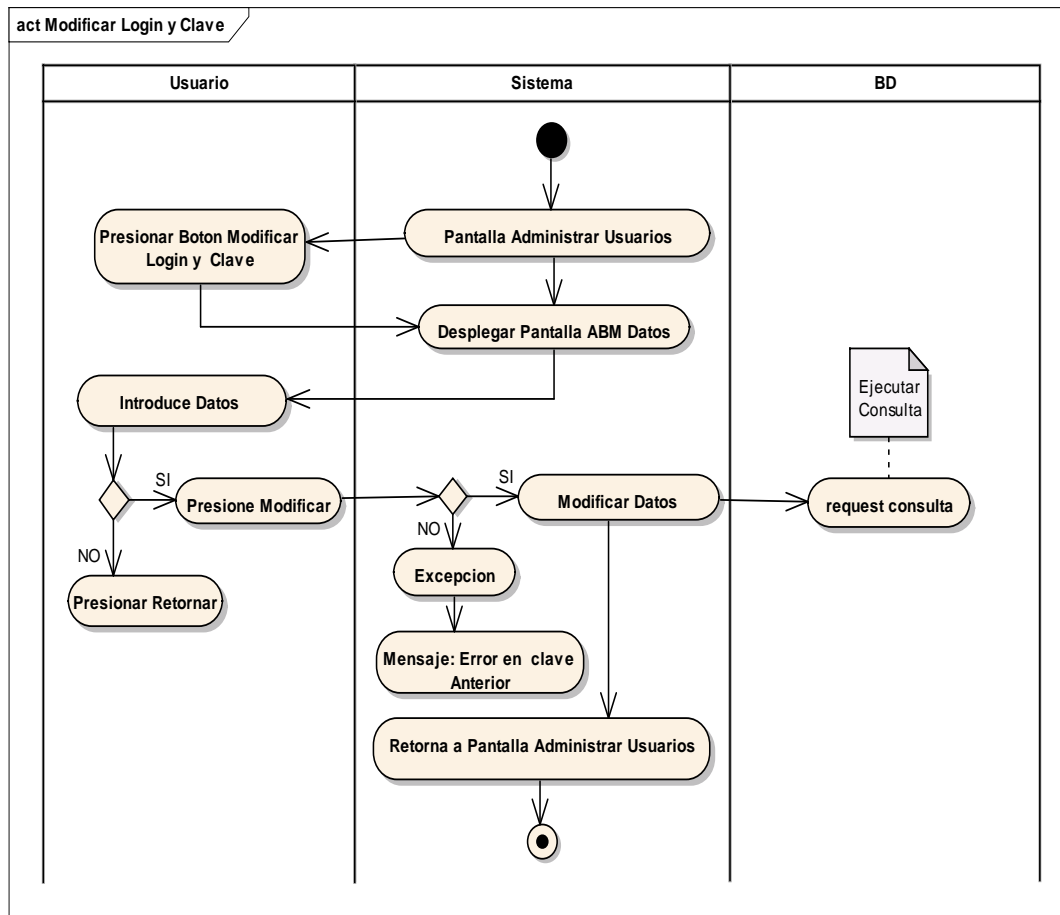 act Modificar Login y Clave
Usuario
Sistema
BD
Pantalla Administrar Usuarios
Presionar Boton Modificar
Login y Clave
Desplegar Pantalla ABM Datos
Introduce Datos
Ejecutar
Consulta
SI
Presione Modificar
SI
Modificar Datos
request consulta
NO
NO
Excepcion
Presionar Retornar
Mensaje: Error en clave
Anterior
Retorna a Pantalla Administrar Usuarios